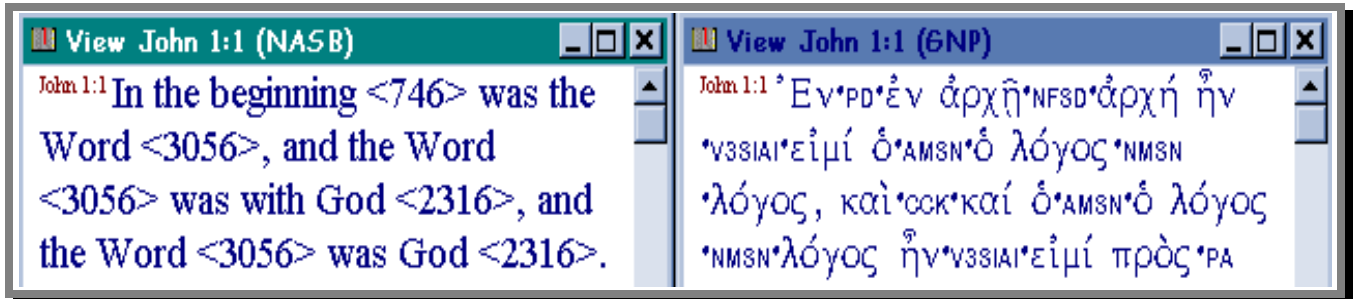 View John 1:1 (NASB)
John 1:1 In the beginning <746> was the
Word <3056>, and the Word
<3056> was with God <2316>, and
the Word <3056> was God <2316>.
View John 1:1 (GNP)
John 1:1 Ἐν•PD•ἐν ἀρχῇ•NFSD•ἀρχή ἦν
•V3SIAI•εἰμί ὁ•AMSN•ὁ λόγος•NMSN
•λόγος, καὶ•CCK•καί ὁ•AMSN•ὁ λόγος
•NMSN•λόγος ἦν•V3SIAI•εἰμί πρὸς•PA